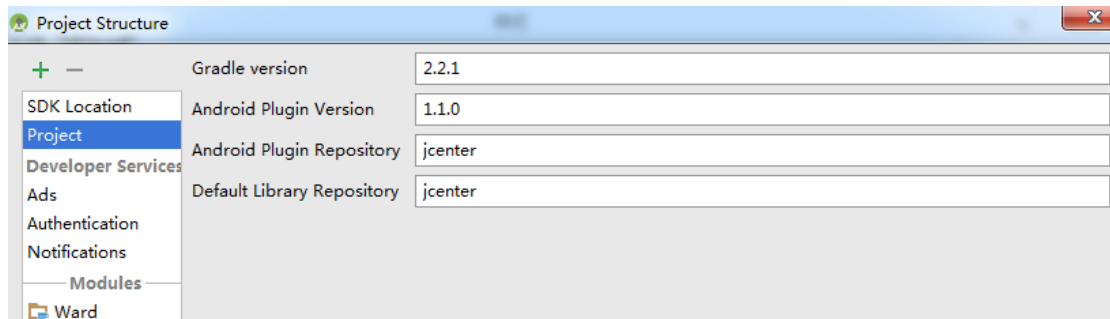 Project Structure
Gradle version 2.2.1
SDK Location
Android Plugin Version 1.1.0
Project
Android Plugin Repository jcenter
Developer Services
Default Library Repository jcenter
Ads
Authentication
Notifications
Modules
Ward